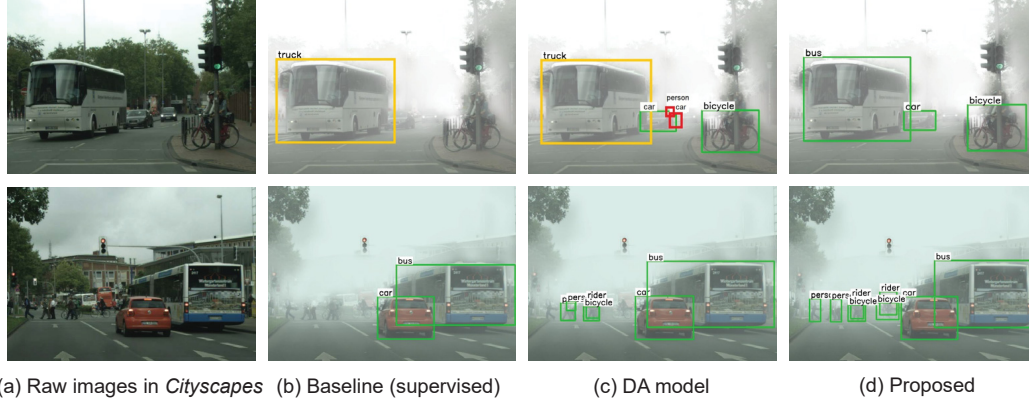 truck
truck
person
car
car
bicycle
bus
car
bicycle
bus
car
bus
car
pers
rider
bicycle
bus
car
pers
pers
rider
bicycle
rider
bicycle
(a) Raw images in Cityscapes (b) Baseline (supervised) (c) DA model (d) Proposed